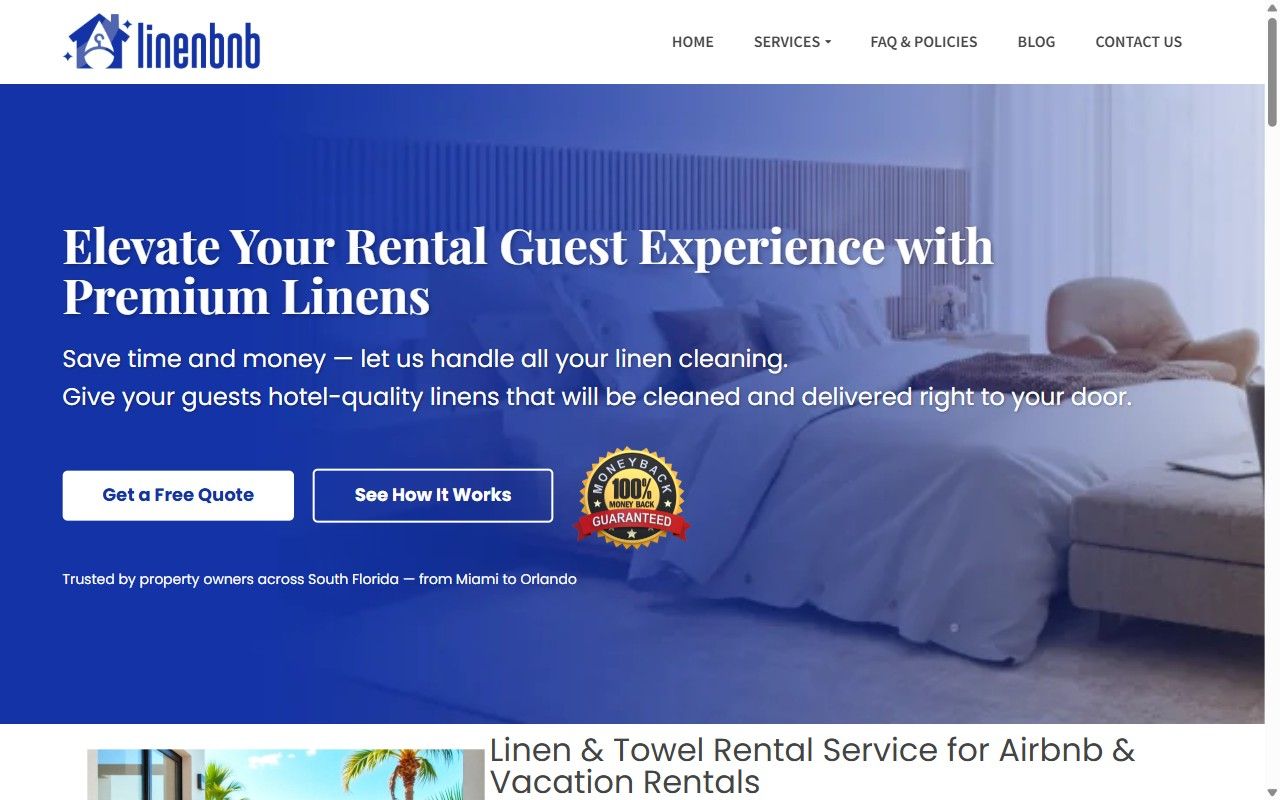 linenbnb
HOME
SERVICES
FAQ & POLICIES
BLOG
CONTACT US
Elevate Your Rental Guest Experience with
Premium Linens
Save time and money — let us handle all your linen cleaning.
Give your guests hotel-quality linens that will be cleaned and delivered right to your door.
Get a Free Quote
See How It Works
MONEYBACK
100%
MONEY BACK
GUARANTEED
Trusted by property owners across South Florida — from Miami to Orlando
Linen & Towel Rental Service for Airbnb &
Vacation Rentals